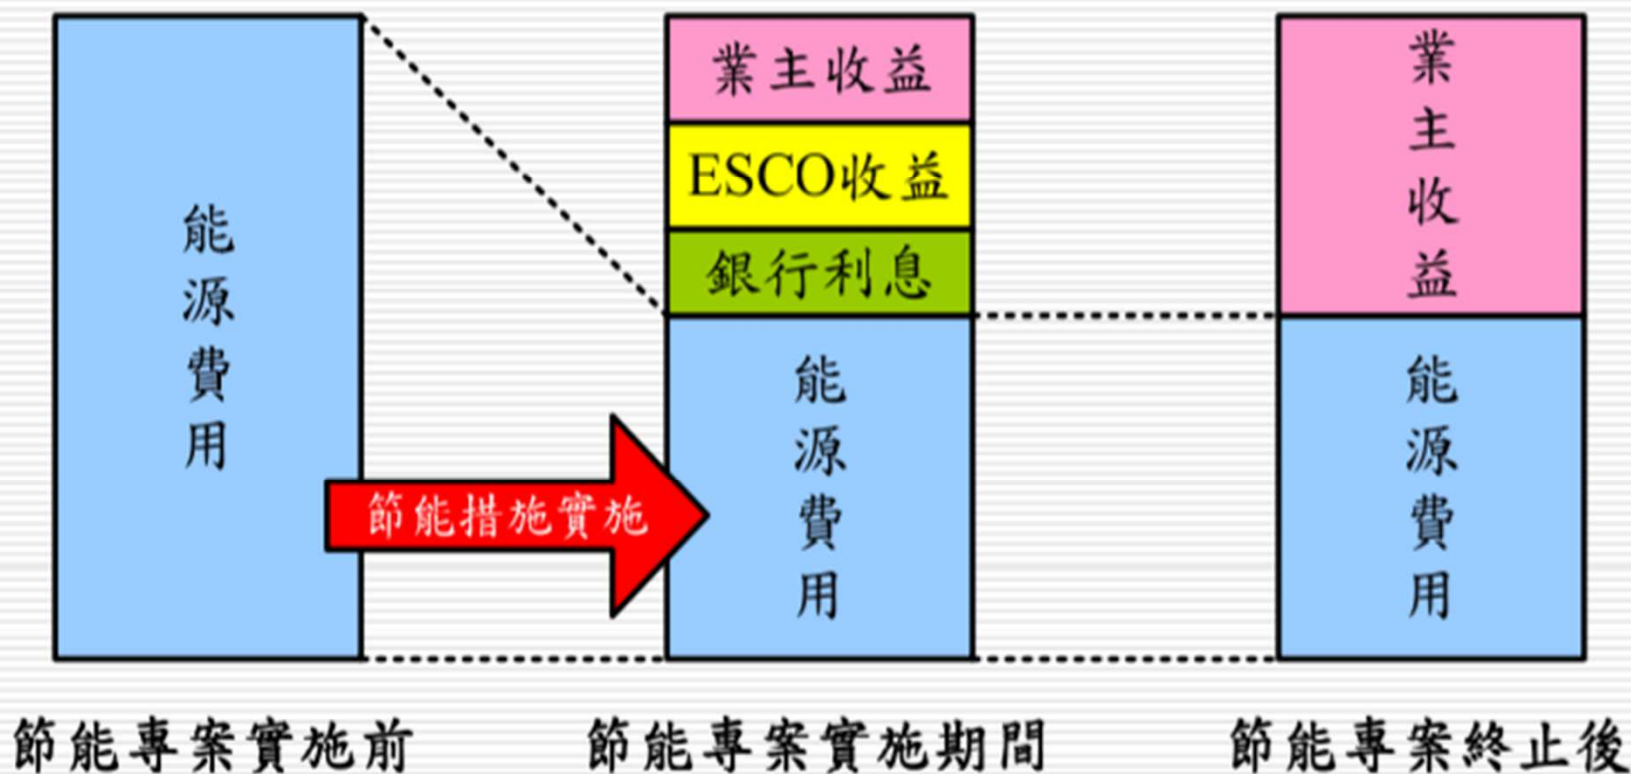 能源費用
節能措施實施
業主收益
ESCO收益
銀行利息
能源費用
業主收益
能源費用
節能專案實施前
節能專案實施期間
節能專案終止後